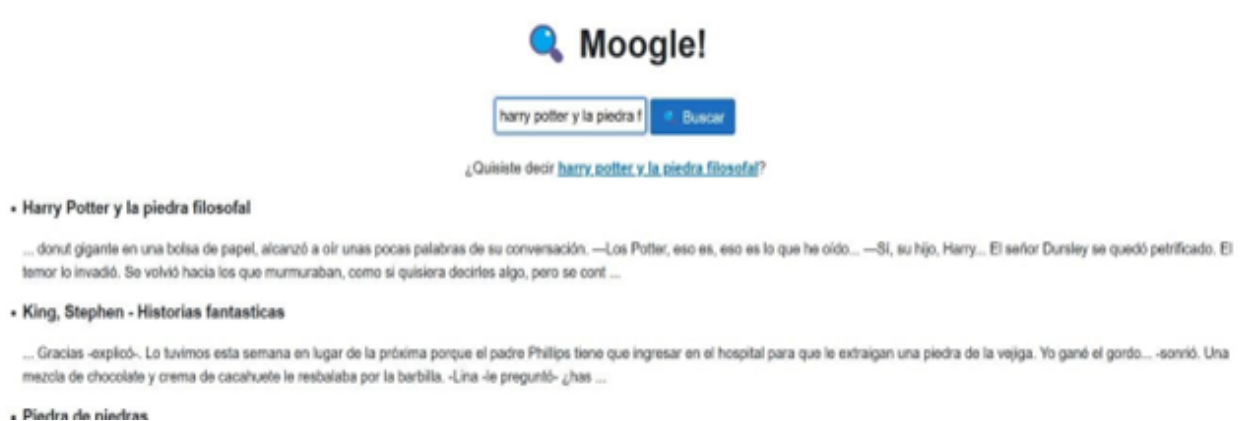 Moogle!
harry potter y la piedra f
Buscar
¿Quisiste decir harry potter y la piedra filosofal?
• Harry Potter y la piedra filosofal
... donut gigante en una bolsa de papel, alcanzó a oír unas pocas palabras de su conversación. —Los Potter, eso es, eso es lo que he oído... —Sí, su hijo, Harry... El señor Dursley se quedó petrificado. El
temor lo invadió. Se volvió hacia los que murmuraban, como si quisiera decirles algo, pero se cont ...
• King, Stephen - Historias fantasticas
... Gracias -explicó-. Lo tuvimos esta semana en lugar de la próxima porque el padre Phillips tiene que ingresar en el hospital para que le extraigan una piedra de la vejiga. Yo gané el gordo... -sonrió. Una
mezcla de chocolate y crema de cacahuete le resbalaba por la barbilla. -Lina -le preguntó- ¿has ...
• Piedra de piedras